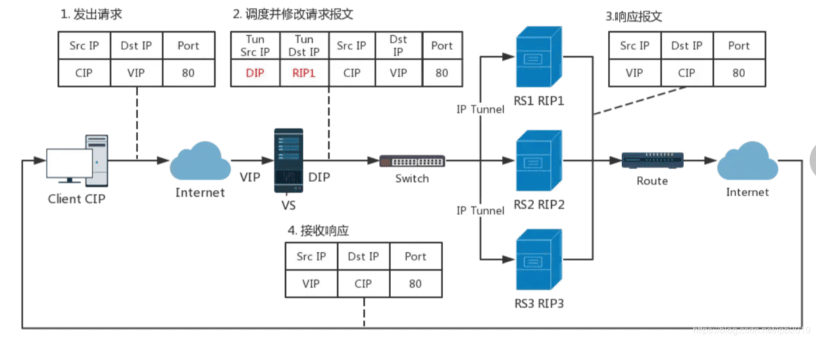 1. 发出请求
Src IP Dst IP Port
CIP VIP 80
2. 调度并修改请求报文
Tun Src IP Tun Dst IP Src IP Dst IP Port
DIP RIP1 CIP VIP 80
3.响应报文
Src IP Dst IP Port
VIP CIP 80
RS1 RIP1
IP Tunnel
Client CIP
Internet
VIP
VS
DIP
Switch
RS2 RIP2
Route
Internet
IP Tunnel
RS3 RIP3
4. 接收响应
Src IP Dst IP Port
VIP CIP 80